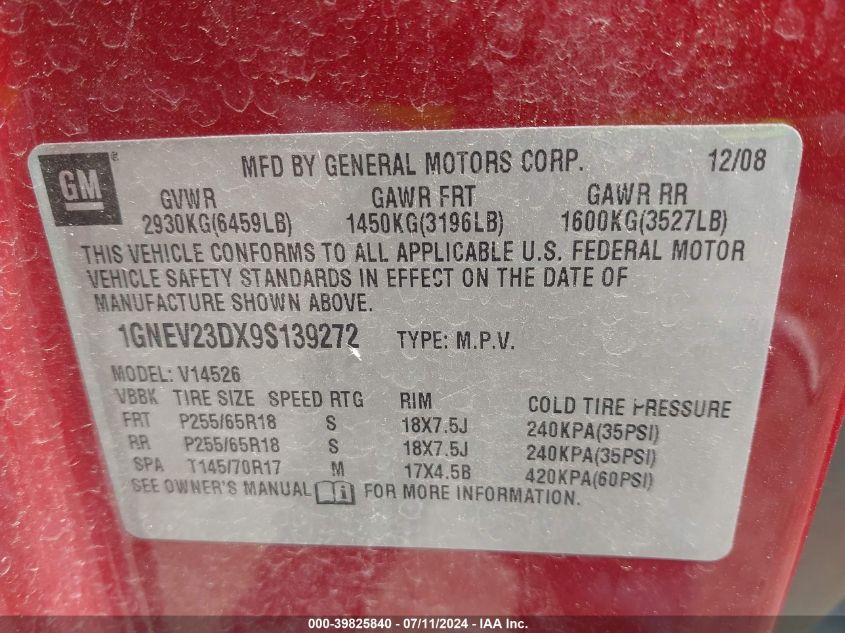 GM ®
MFD BY GENERAL MOTORS CORP. 12/08
GVWR GAWR FRT GAWR RR
2930KG(6459LB) 1450KG(3196LB) 1600KG(3527LB)
THIS VEHICLE CONFORMS TO ALL APPLICABLE U.S. FEDERAL MOTOR
VEHICLE SAFETY STANDARDS IN EFFECT ON THE DATE OF
MANUFACTURE SHOWN ABOVE.
1GNEV23DX9S139272 TYPE: M.P.V.
MODEL: V14526
VBBK TIRE SIZE SPEED RTG RIM COLD TIRE PRESSURE
FRT P255/65R18 S 18X7.5J 240KPA(35PSI)
RR P255/65R18 S 18X7.5J 240KPA(35PSI)
SPA T145/70R17 M 17X4.5B 420KPA(60PSI)
SEE OWNER'S MANUAL i FOR MORE INFORMATION.
000-39825840 - 07/11/2024 - IAA Inc.